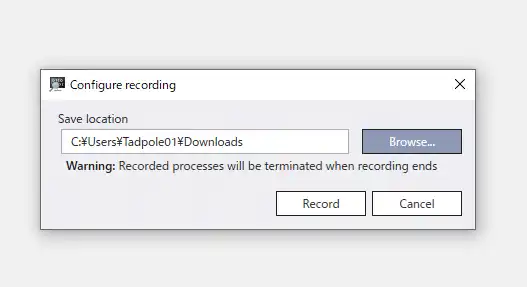 Configure recording
Save location
C:¥Users¥Tadpole01¥Downloads
Browse...
Warning: Recorded processes will be terminated when recording ends
Record
Cancel